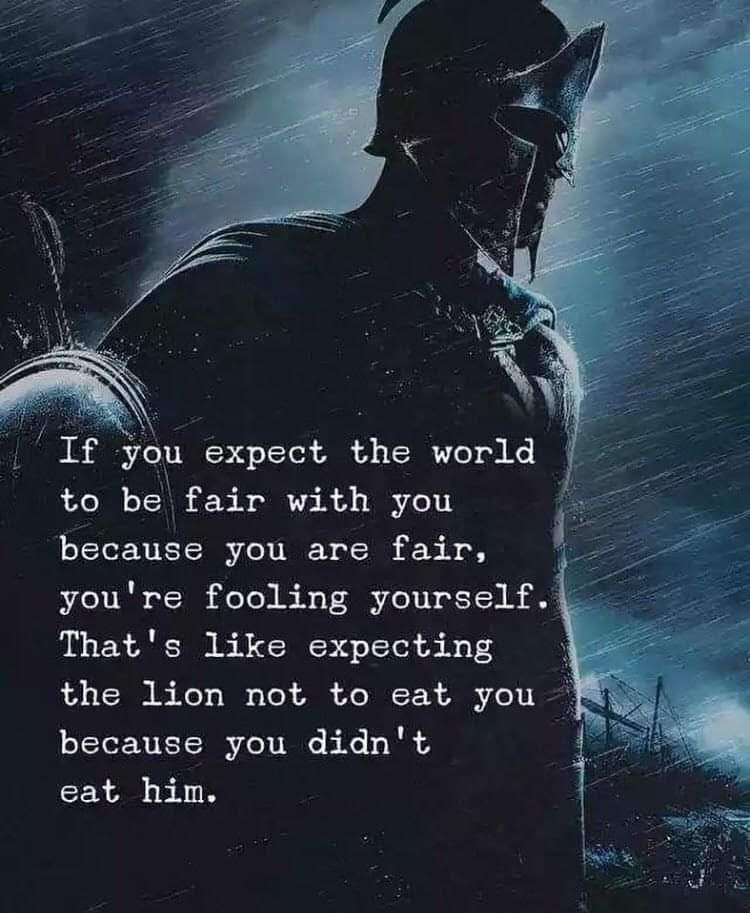 If you expect the world
to be fair with you
because you are fair,
you're fooling yourself.
That's like expecting
the lion not to eat you
because you didn't
eat him.